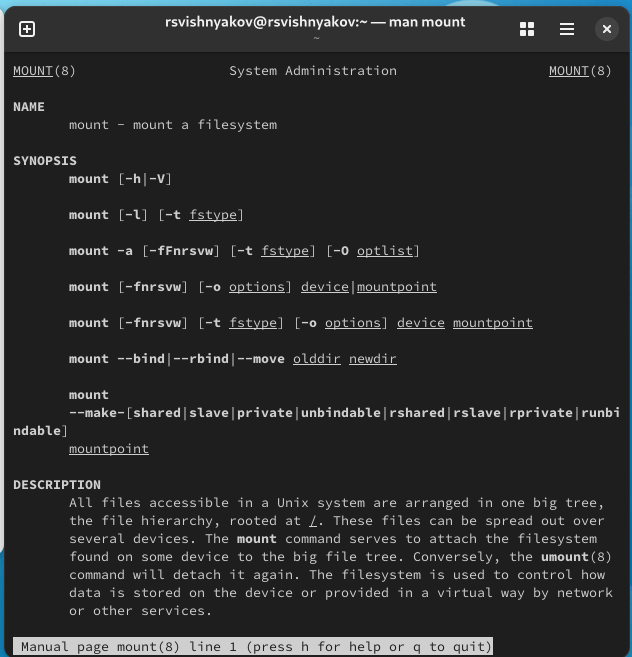 rsvishnyakov@rsvishnyakov:~ — man mount
~
MOUNT(8) System Administration MOUNT(8)
NAME
mount - mount a filesystem
SYNOPSIS
mount [-h|-V]
mount [-l] [-t fstype]
mount -a [-fFnrsvw] [-t fstype] [-O optlist]
mount [-fnrsvw] [-o options] device|mountpoint
mount [-fnrsvw] [-t fstype] [-o options] device mountpoint
mount --bind|--rbind|--move olddir newdir
mount
--make-[shared|slave|private|unbindable|rshared|rslave|rprivate|runbi
ndable]
mountpoint
DESCRIPTION
All files accessible in a Unix system are arranged in one big tree,
the file hierarchy, rooted at /. These files can be spread out over
several devices. The mount command serves to attach the filesystem
found on some device to the big file tree. Conversely, the umount(8)
command will detach it again. The filesystem is used to control how
data is stored on the device or provided in a virtual way by network
or other services.
Manual page mount(8) line 1 (press h for help or q to quit)